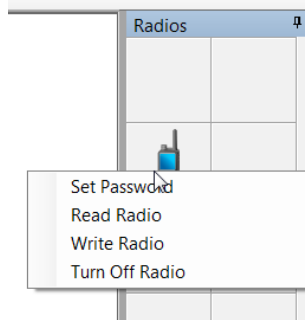 Radios
Set Password
Read Radio
Write Radio
Turn Off Radio